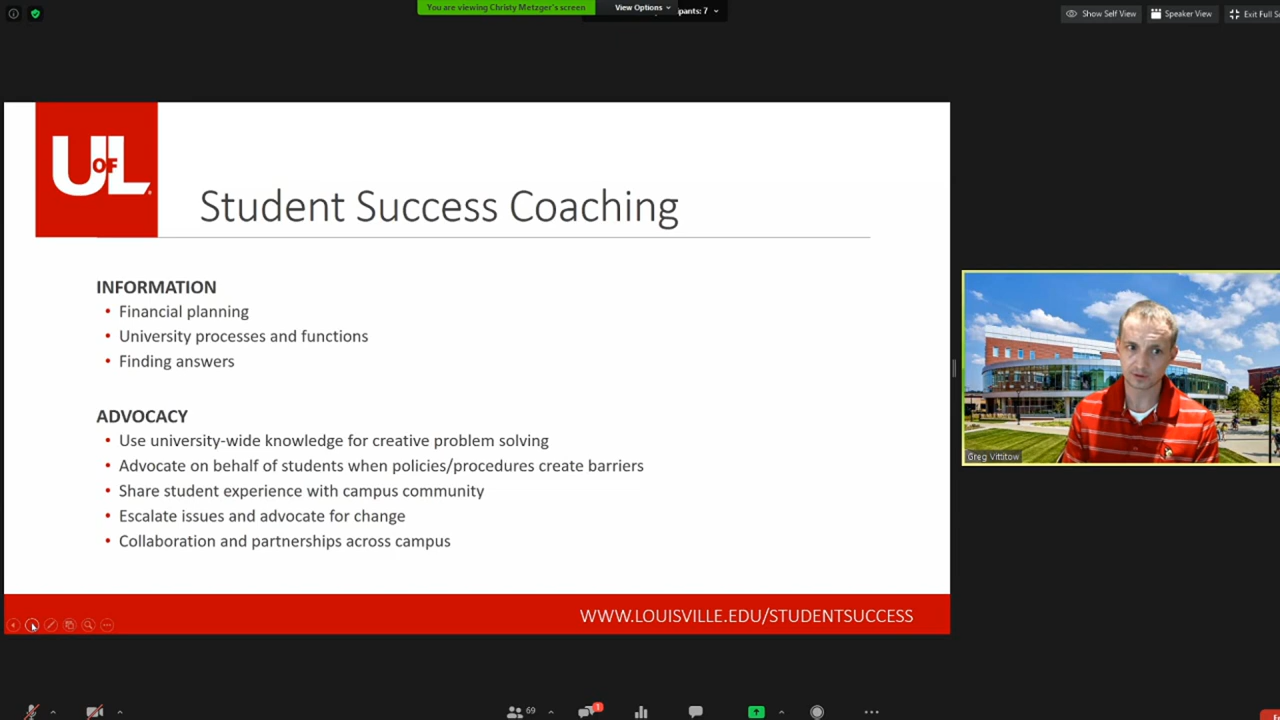 You are viewing Christy Metzger's screen
View Options
pants: 7
Show Self View
Speaker View
Exit Full S
U OF L
Student Success Coaching
INFORMATION
• Financial planning
• University processes and functions
• Finding answers
ADVOCACY
• Use university-wide knowledge for creative problem solving
• Advocate on behalf of students when policies/procedures create barriers
• Share student experience with campus community
• Escalate issues and advocate for change
• Collaboration and partnerships across campus
Greg Vittitow
WWW.LOUISVILLE.EDU/STUDENTSUCCESS
69
1